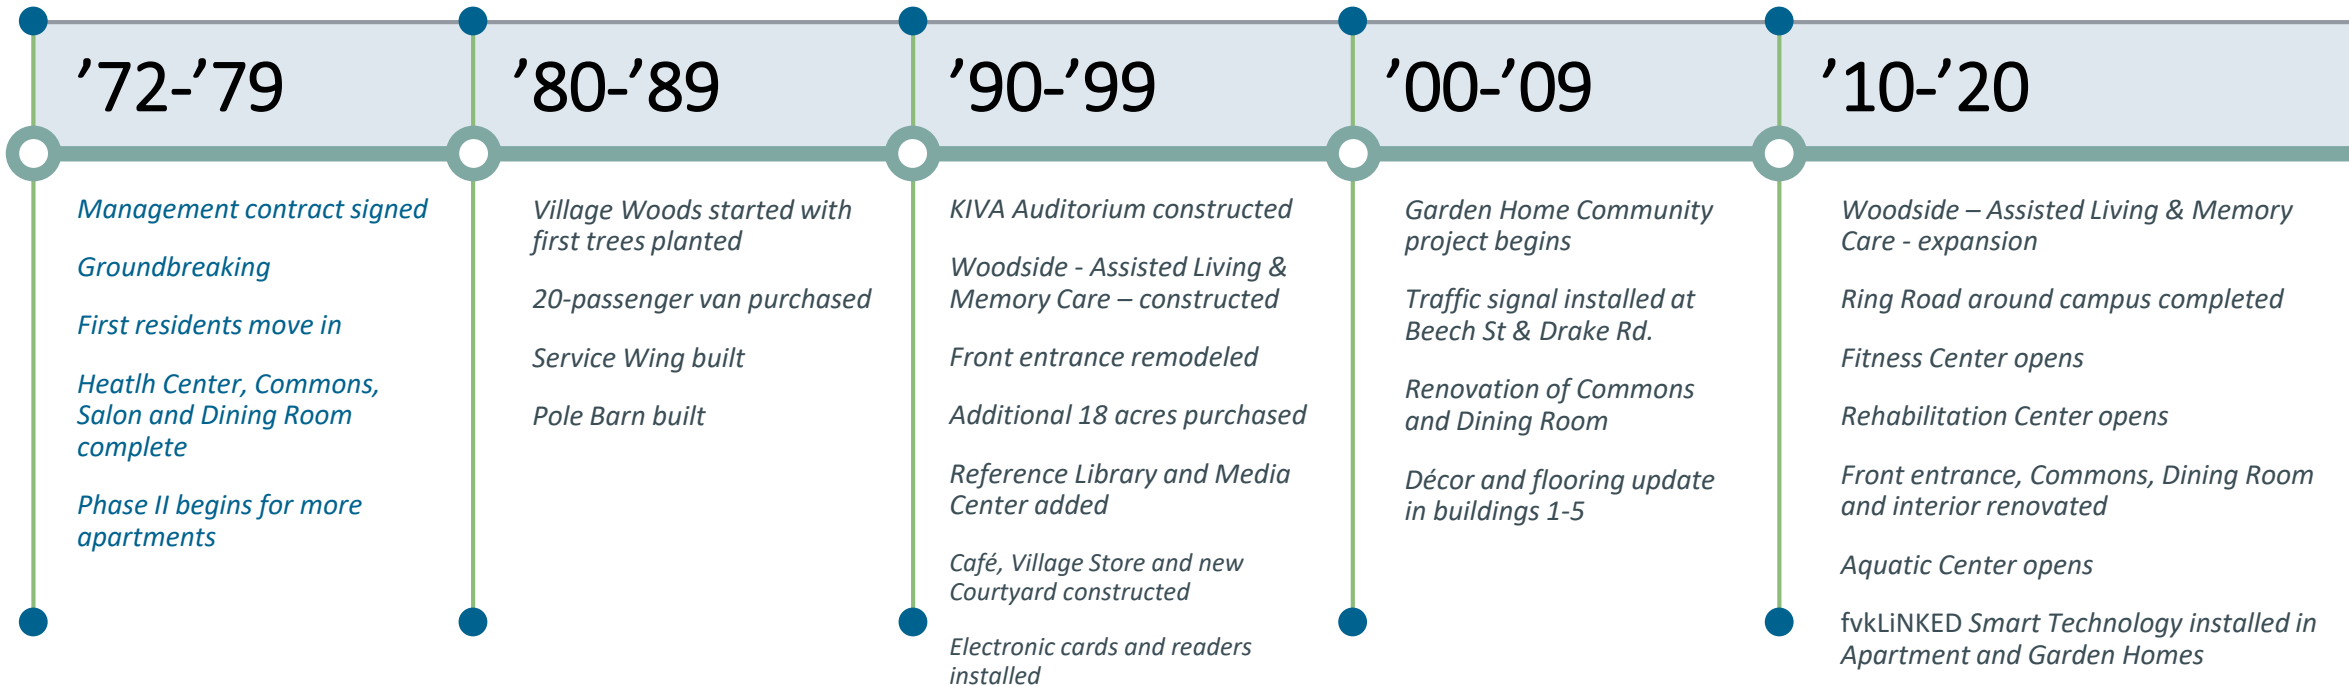 ’72-’79
Management contract signed
Groundbreaking
First residents move in
Heatlh Center, Commons,
Salon and Dining Room
complete
Phase II begins for more
apartments
’80-’89
Village Woods started with
first trees planted
20-passenger van purchased
Service Wing built
Pole Barn built
’90-’99
KIVA Auditorium constructed
Woodside - Assisted Living &
Memory Care – constructed
Front entrance remodeled
Additional 18 acres purchased
Reference Library and Media
Center added
Café, Village Store and new
Courtyard constructed
Electronic cards and readers
installed
’00-’09
Garden Home Community
project begins
Traffic signal installed at
Beech St & Drake Rd.
Renovation of Commons
and Dining Room
Décor and flooring update
in buildings 1-5
’10-’20
Woodside – Assisted Living & Memory
Care - expansion
Ring Road around campus completed
Fitness Center opens
Rehabilitation Center opens
Front entrance, Commons, Dining Room
and interior renovated
Aquatic Center opens
fvkLiNKED Smart Technology installed in
Apartment and Garden Homes